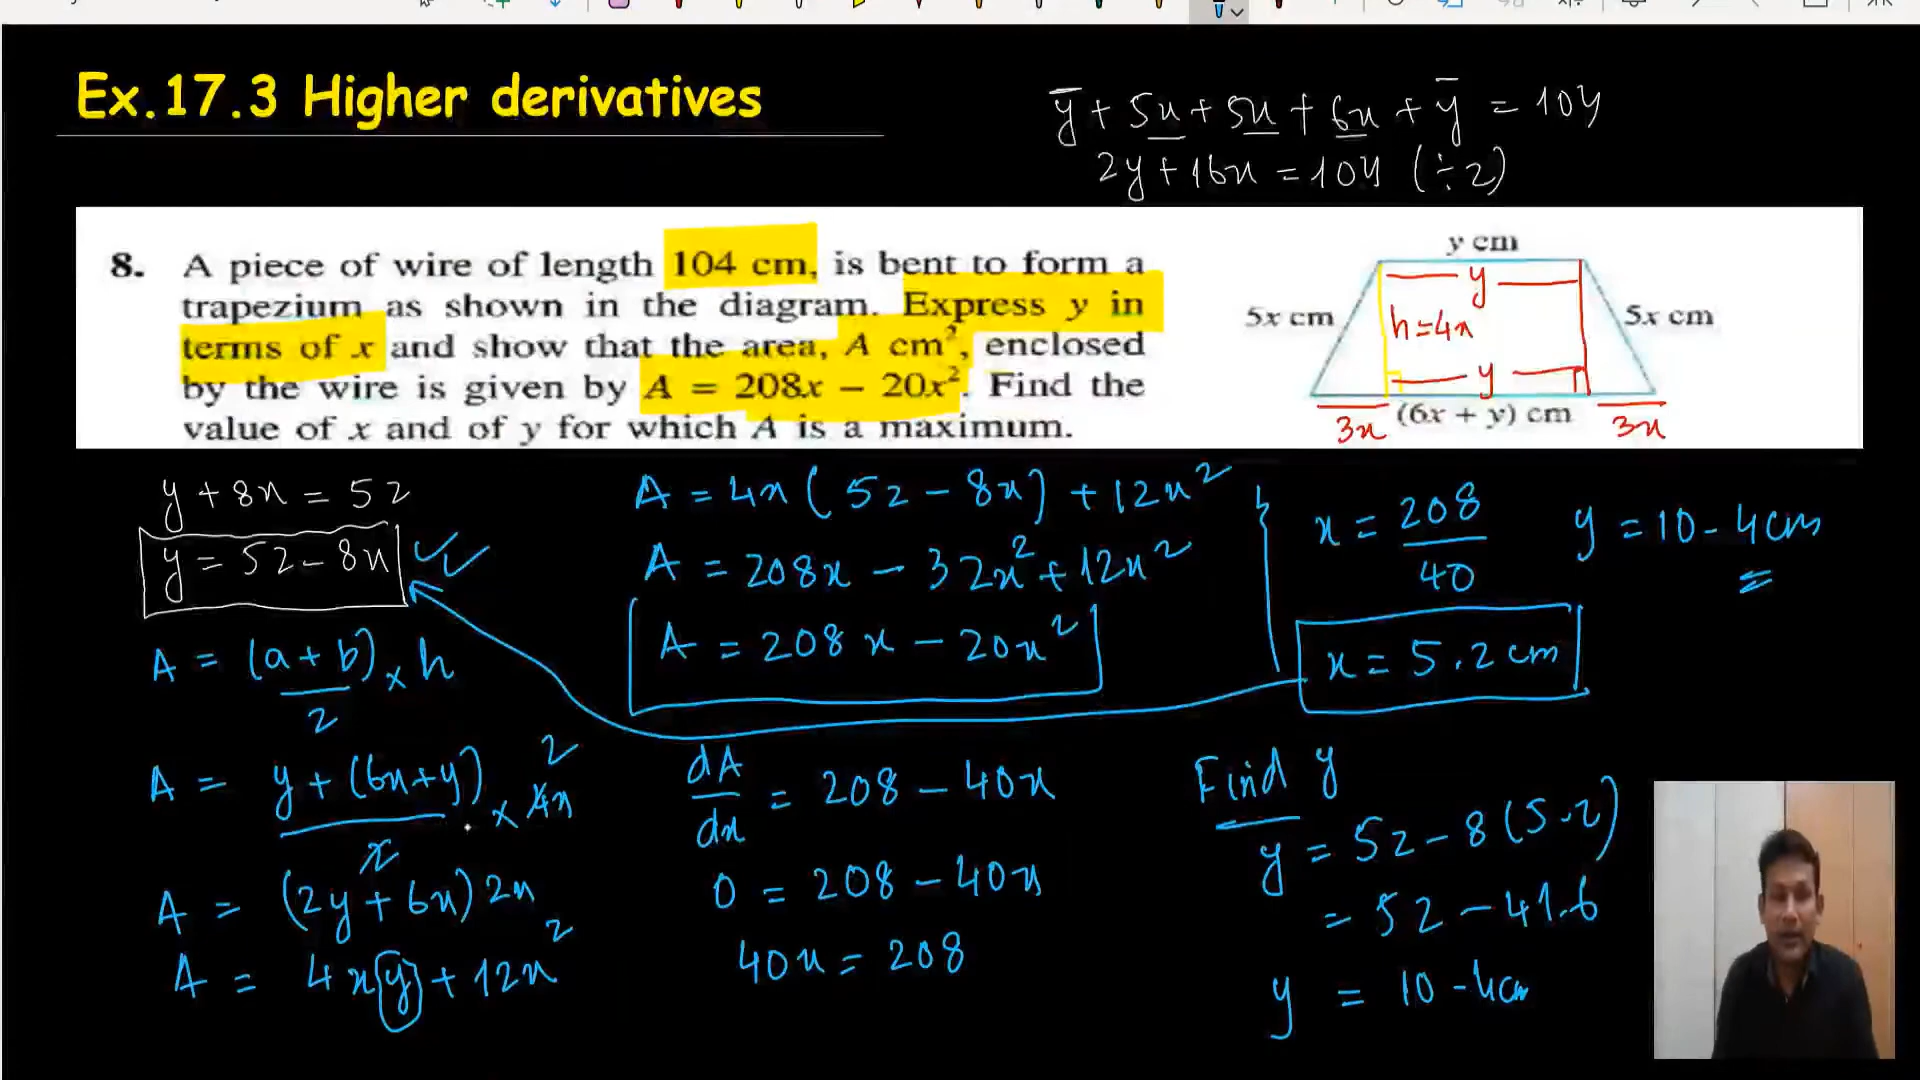 Ex.17.3 Higher derivatives
y + 5x + 5x + 6x + y = 104
2y + 16x = 104 (÷2)
8. A piece of wire of length 104 cm, is bent to form a
trapezium as shown in the diagram. Express y in
terms of x and show that the area, A cm², enclosed
by the wire is given by A = 208x − 20x². Find the
value of x and of y for which A is a maximum.
y cm
y
5x cm
h=4x
5x cm
y
(6x + y) cm
3x
3x
y + 8x = 52
y = 52 − 8x
A = (a + b)/2 × h
A = y + (6x + y)/2 × 4x 2
A = (2y + 6x) 2x
A = 4xy + 12x²
A = 4x (52 − 8x) + 12x²
A = 208x − 32x² + 12x²
A = 208x − 20x²
dA/dx = 208 − 40x
0 = 208 − 40x
40x = 208
x = 208/40
x = 5.2 cm
y = 10.4cm
Find y
y = 52 − 8(5.2)
= 52 − 41.6
y = 10.4cm